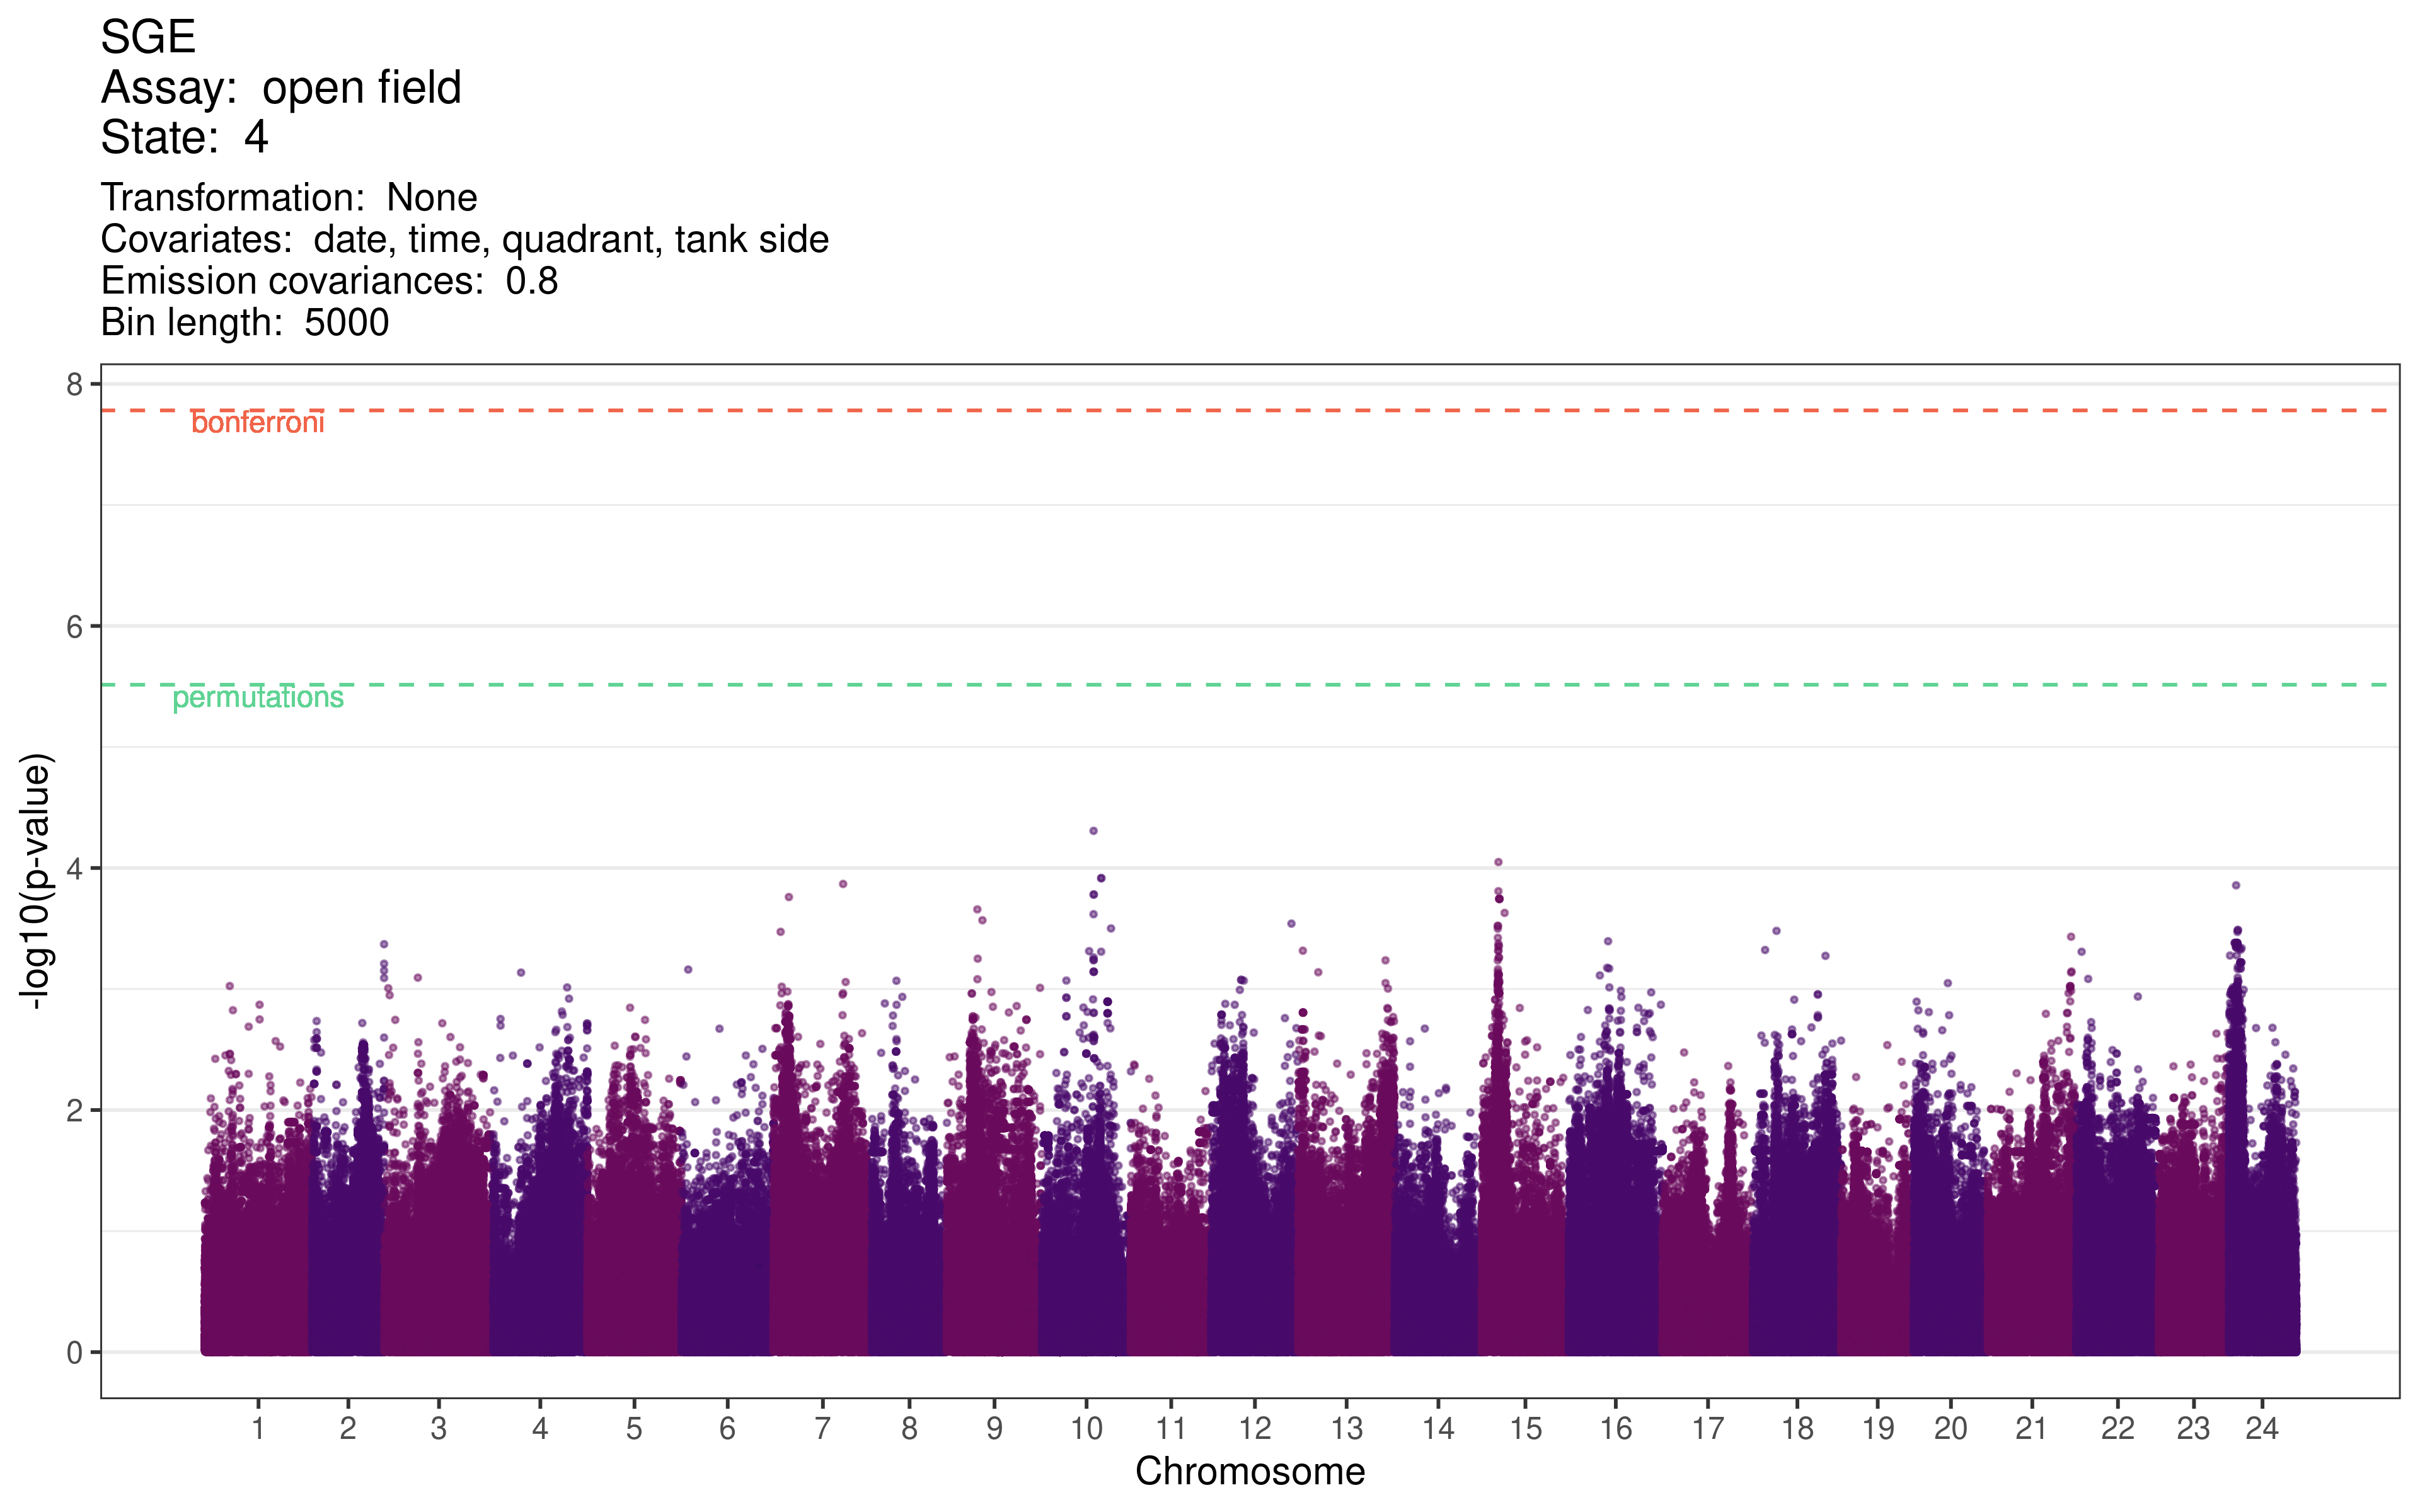 SGE
Assay:  open field
State:  4
Transformation:  None
Covariates:  date, time, quadrant, tank side
Emission covariances:  0.8
Bin length:  5000
8
bonferroni
6
permutations
4
2
0
-log10(p-value)
1 2 3 4 5 6 7 8 9 10 11 12 13 14 15 16 17 18 19 20 21 22 23 24
Chromosome